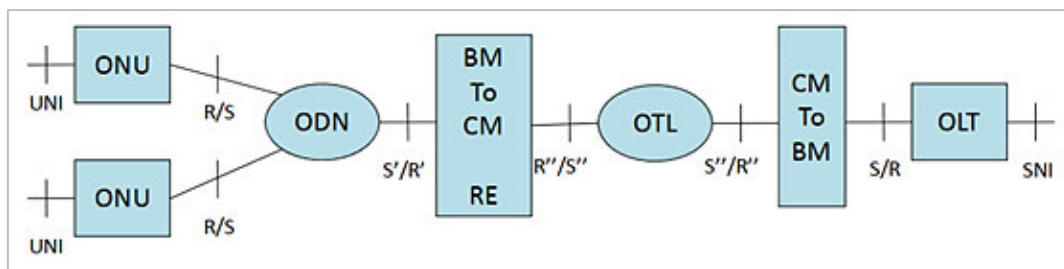 ONU
UNI
R/S
ODN
S'/R'
BM
To
CM
RE
R''/S''
OTL
S''/R''
CM
To
BM
S/R
OLT
SNI
ONU
UNI
R/S